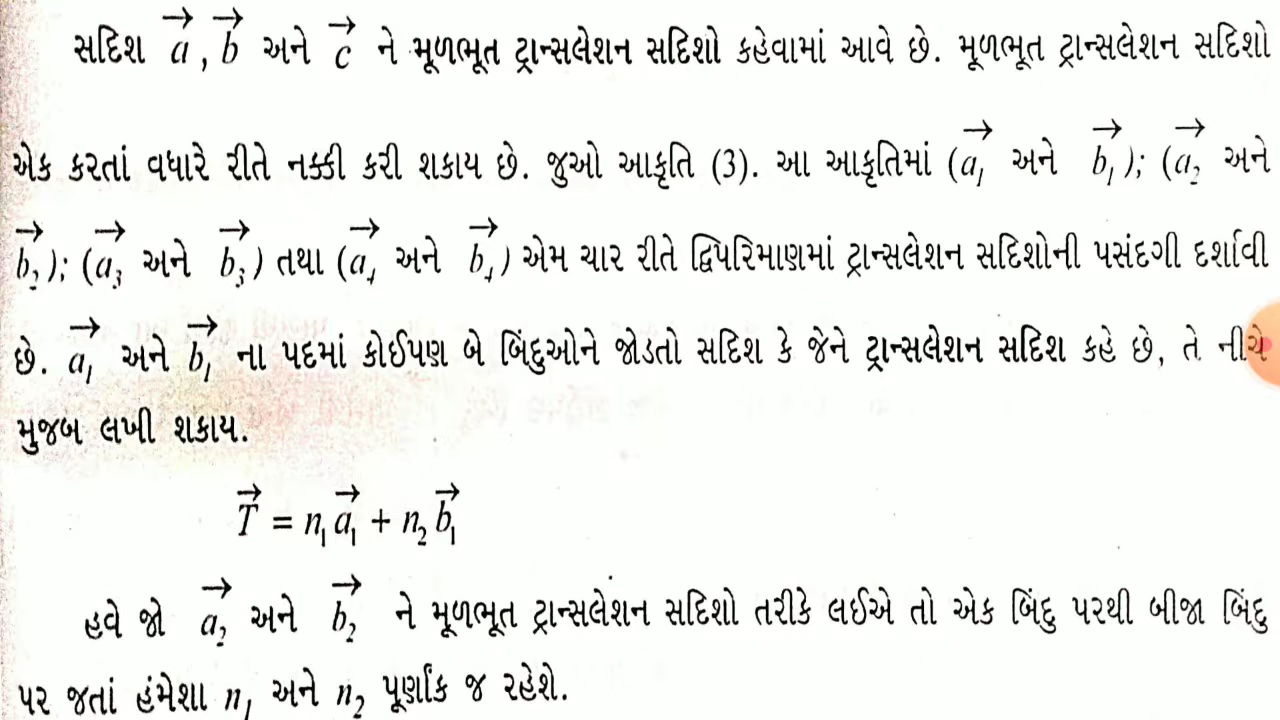 સદિશ a⃗, b⃗ અને c⃗ ને મૂળભૂત ટ્રાન્સલેશન સદિશો કહેવામાં આવે છે. મૂળભૂત ટ્રાન્સલેશન સદિશો
એક કરતાં વધારે રીતે નક્કી કરી શકાય છે. જુઓ આકૃતિ (3). આ આકૃતિમાં (a⃗₁ અને b⃗₁); (a⃗₂ અને
b⃗₂); (a⃗₃ અને b⃗₃) તથા (a⃗₄ અને b⃗₄) એમ ચાર રીતે દ્વિપરિમાણમાં ટ્રાન્સલેશન સદિશોની પસંદગી દર્શાવી
છે. a⃗₁ અને b⃗₁ ના પદમાં કોઈપણ બે બિંદુઓને જોડતો સદિશ કે જેને ટ્રાન્સલેશન સદિશ કહે છે, તે નીચે
મુજબ લખી શકાય.
T⃗ = n₁a⃗₁ + n₂b⃗₁
હવે જો a⃗₂ અને b⃗₂ ને મૂળભૂત ટ્રાન્સલેશન સદિશો તરીકે લઈએ તો એક બિંદુ પરથી બીજા બિંદુ
પર જતાં હંમેશા n₁ અને n₂ પૂર્ણાંક જ રહેશે.